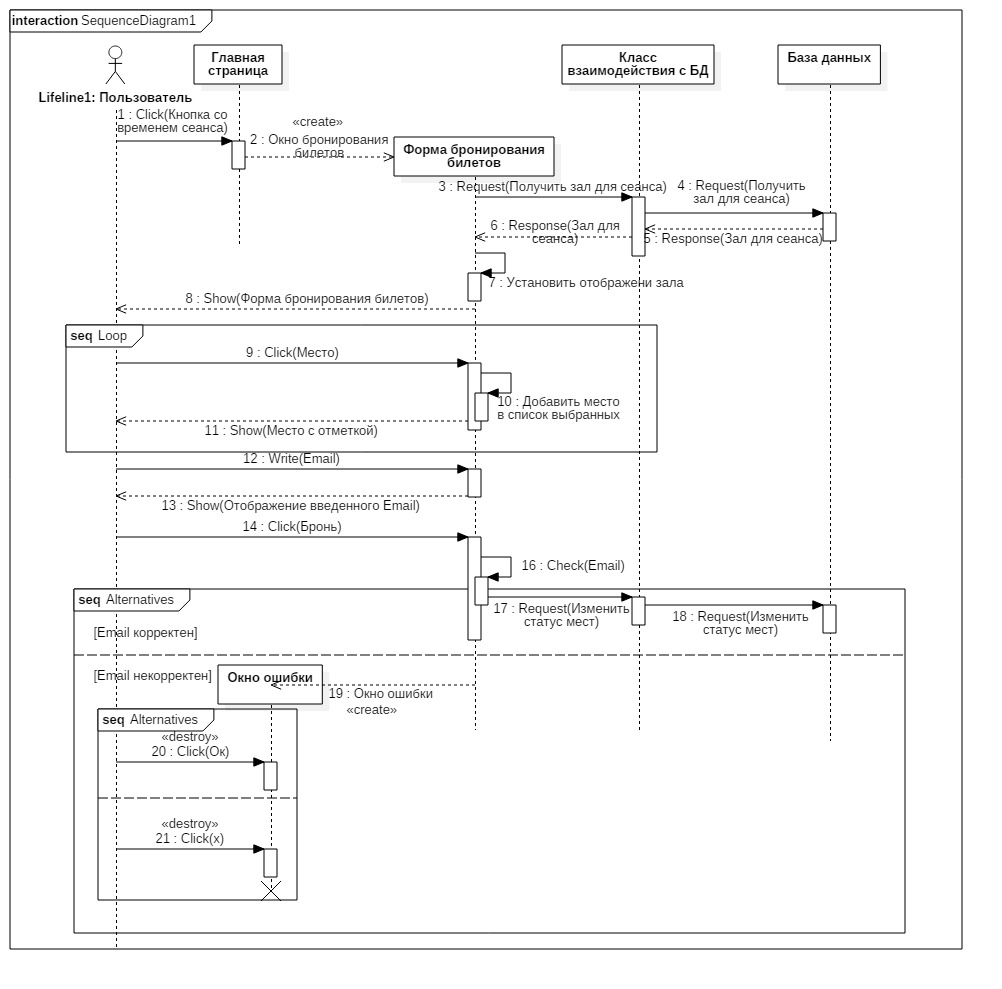 interaction SequenceDiagram1
Главная
страница
Класс
взаимодействия с БД
База данных
Lifeline1: Пользователь
1 : Click(Кнопка со
временем сеанса)
«create»
2 : Окно бронирования
билетов
Форма бронирования
билетов
3 : Request(Получить зал для сеанса)
4 : Request(Получить
зал для сеанса)
5 : Response(Зал для сеанса)
6 : Response(Зал для
сеанса)
7 : Установить отображени зала
8 : Show(Форма бронирования билетов)
seq Loop
9 : Click(Место)
10 : Добавить место
в список выбранных
11 : Show(Место с отметкой)
12 : Write(Email)
13 : Show(Отображение введенного Email)
14 : Click(Бронь)
16 : Check(Email)
seq Alternatives
17 : Request(Изменить
статус мест)
18 : Request(Изменить
статус мест)
[Email корректен]
[Email некорректен]
Окно ошибки
19 : Окно ошибки
«create»
seq Alternatives
«destroy»
20 : Click(Ок)
«destroy»
21 : Click(x)